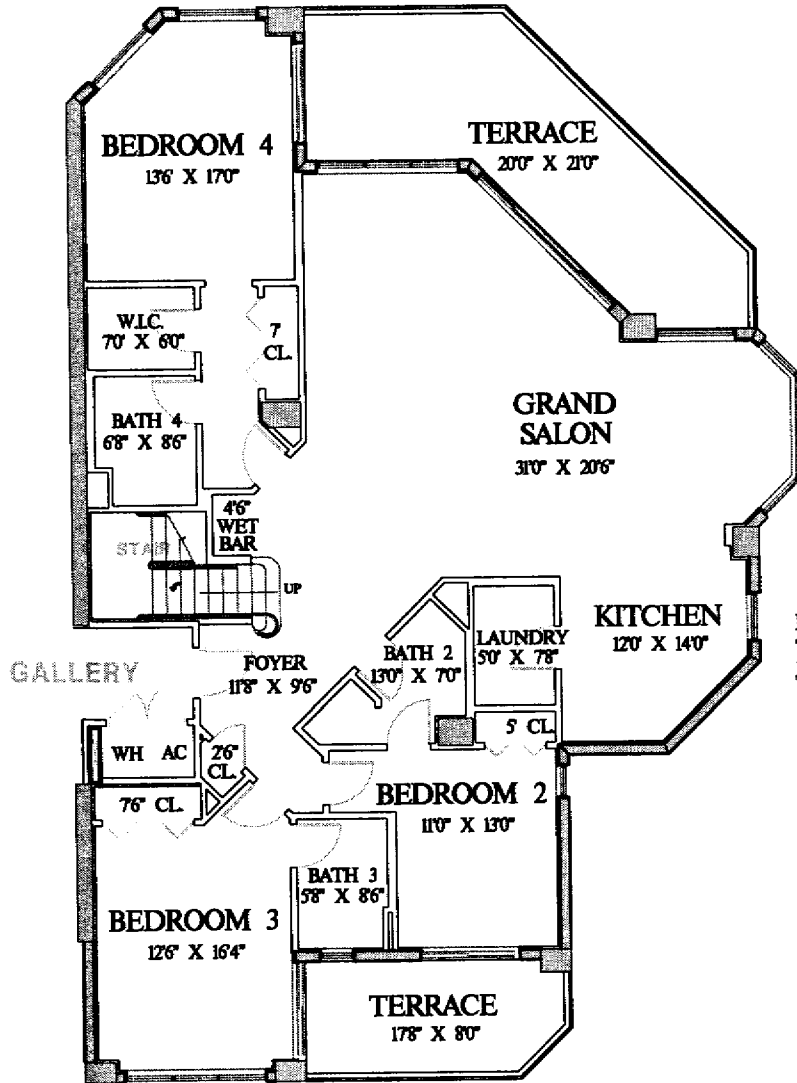 BEDROOM 4
13'6' X 17'0"
TERRACE
20'0" X 21'0"
W.I.C.
7'0' X 6'0"
7'
CL.
BATH 4
6'8" X 8'6"
GRAND
SALON
31'0" X 20'6"
4'6"
WET
BAR
STAIR
UP
KITCHEN
12'0' X 14'0"
LAUNDRY
5'0' X 7'8"
BATH 2
13'0" X 7'0"
FOYER
11'8" X 9'6"
GALLERY
WH AC
2'6"
CL.
5' CL.
7'6" CL.
BEDROOM 2
11'0" X 13'0"
BATH 3
5'8" X 8'6"
BEDROOM 3
12'6" X 16'4"
TERRACE
17'8" X 8'0"